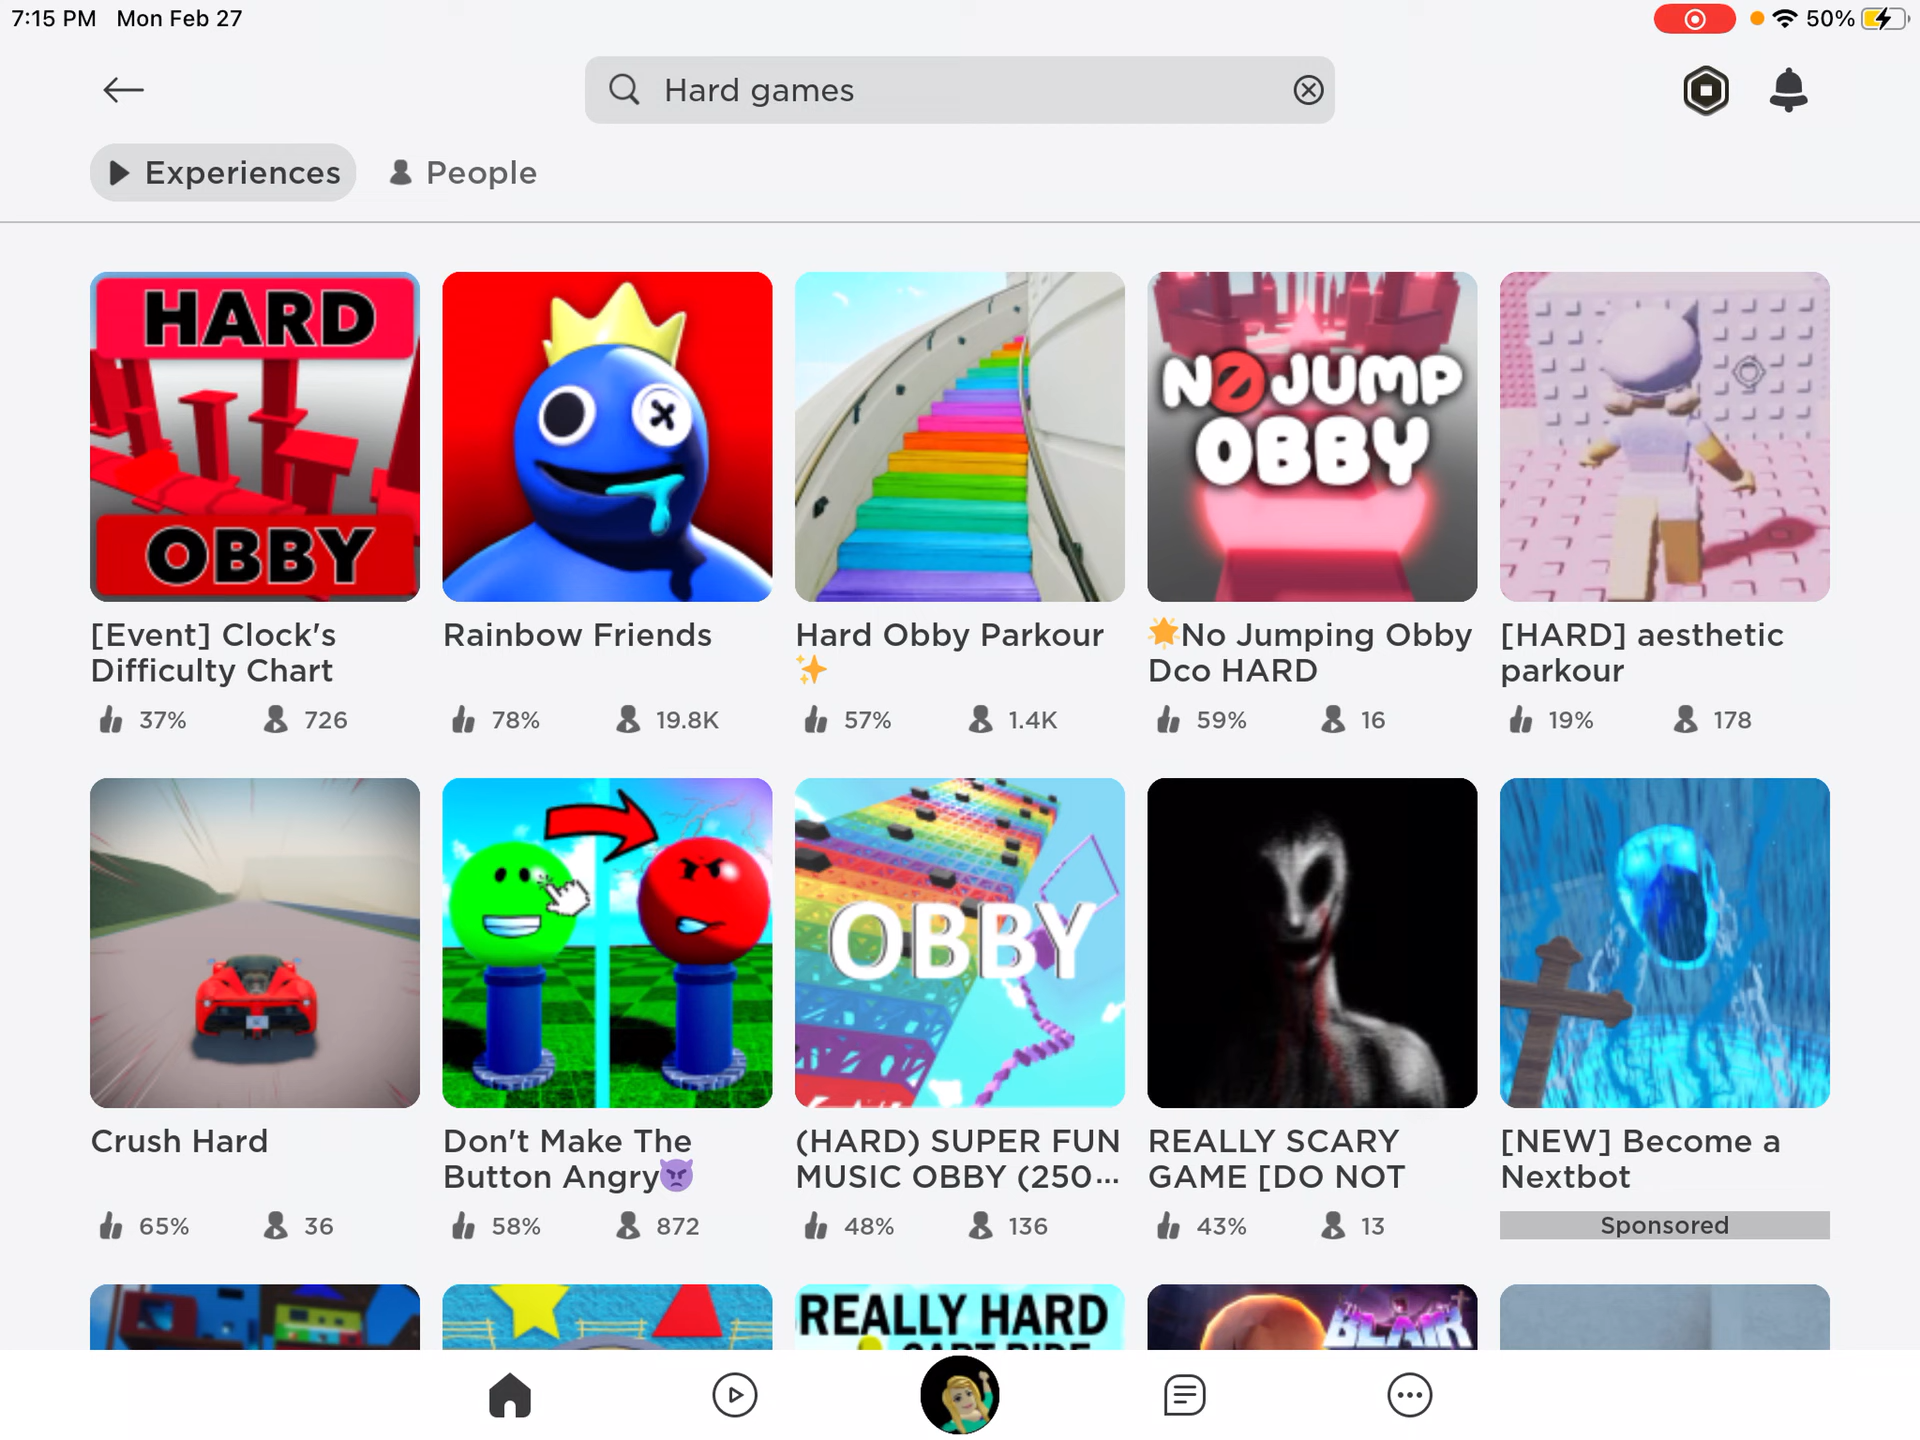 7:15 PM Mon Feb 27
50%
Hard games
Experiences People
HARD
OBBY
NO JUMP
OBBY
[Event] Clock's
Difficulty Chart
Rainbow Friends
Hard Obby Parkour
✨
🌟No Jumping Obby
Dco HARD
[HARD] aesthetic
parkour
37% 726
78% 19.8K
57% 1.4K
59% 16
19% 178
OBBY
Crush Hard
Don't Make The
Button Angry😈
(HARD) SUPER FUN
MUSIC OBBY (250...
REALLY SCARY
GAME [DO NOT
[NEW] Become a
Nextbot
65% 36
58% 872
48% 136
43% 13
Sponsored
REALLY HARD
CART RIDE
BLAIR